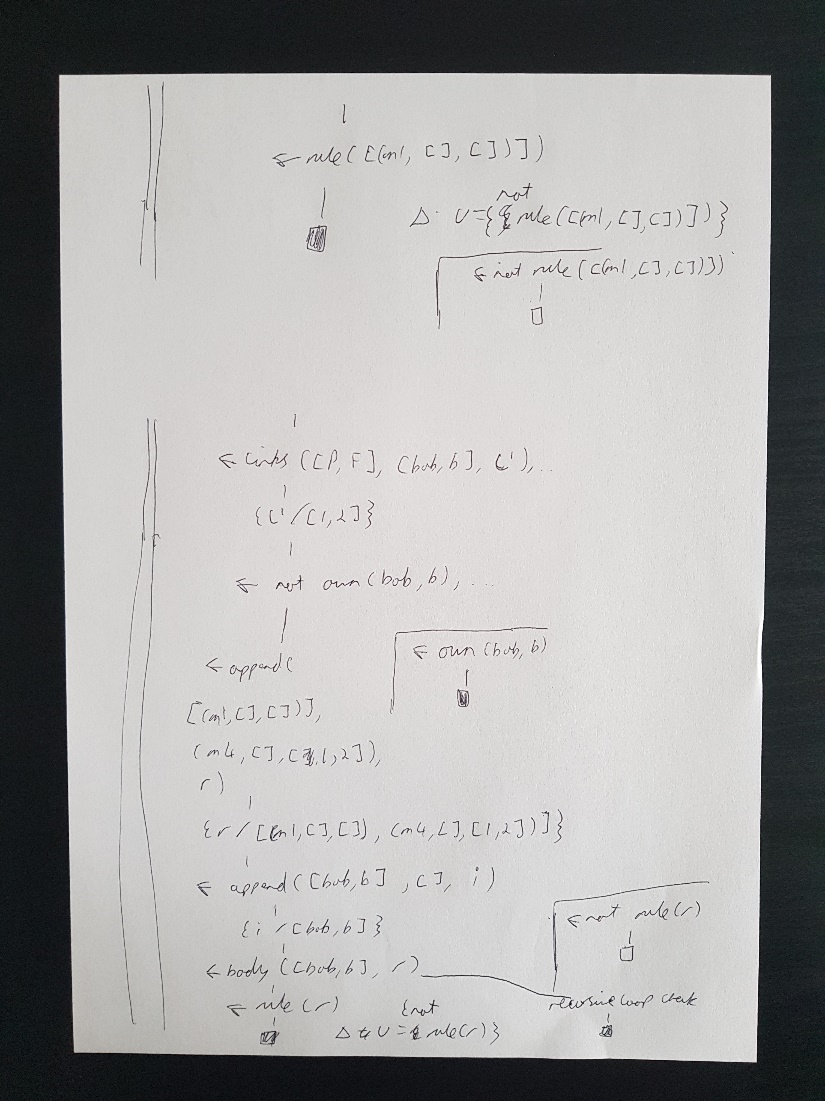 ← rule([(m1, [], [])])
not
Δ U={ rule([(m1,[],[])])}
← not rule([(m1,[],[])])
← links([P, F], [bob,b], L'),..
{L'/[1,2]}
← not own(bob,b), ...
← own(bob,b)
← append(
[(m1,[],[])],
(m4,[],[1,2]),
r)
{r/[(m1,[],[]), (m4,[],[1,2])]}
← append([bob,b] ,[], i)
{i/[bob,b]}
← not rule(r)
← body([bob,b], r)
← rule(r)
{not
Δ U = rule(r)}
recursive loop check